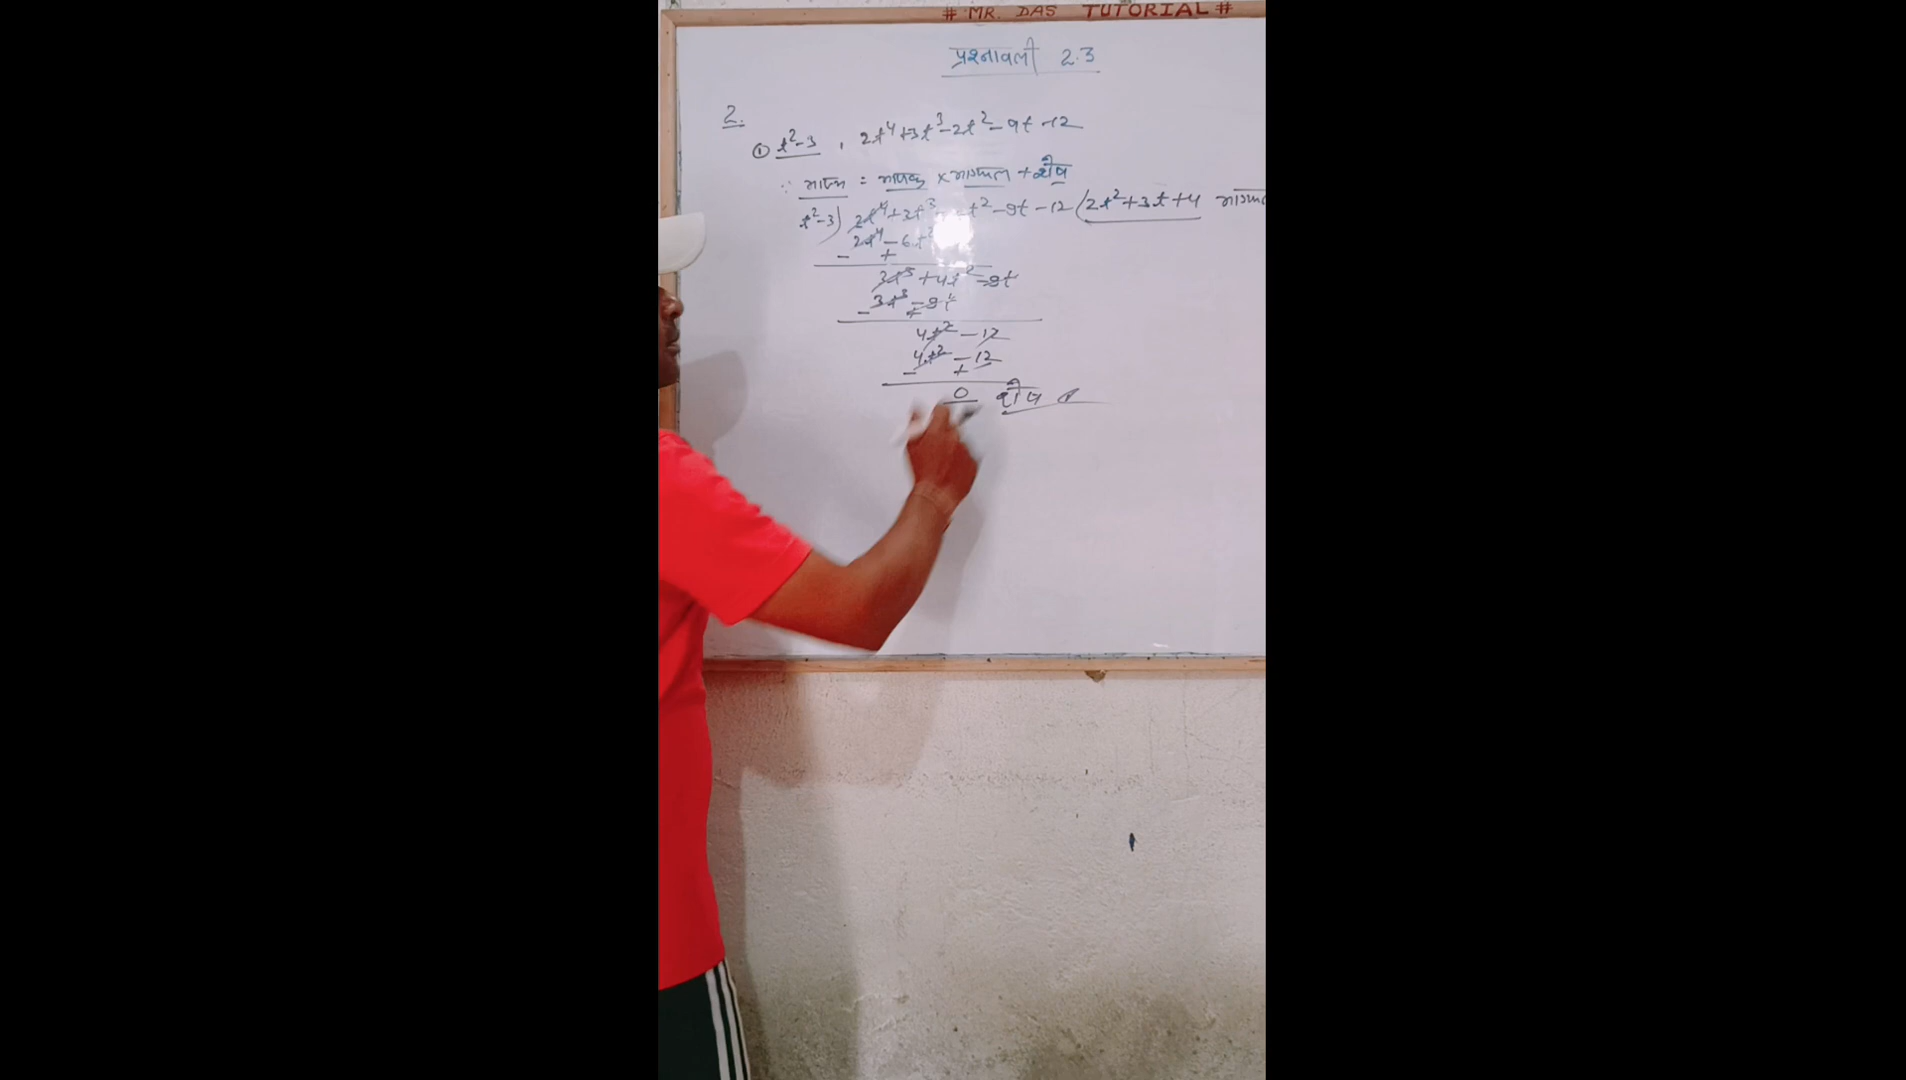 # MR. DAS TUTORIAL #
प्रश्नावली 2.3
2.
① t²-3 , 2t⁴+3t³-2t²-9t-12
∵ भाज्य = भाजक × भागफल + शेष
t²-3) 2t⁴+3t³ t²-9t-12 (2t²+3t+4
2t⁴-6t²
- +
3t³+4t²-9t
3t³-9t
- +
4t²-12
4t²-12
- +
0 शेष